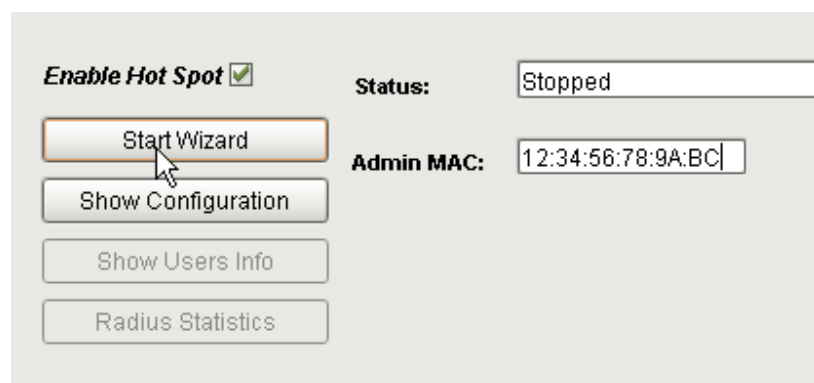 Enable Hot Spot
Status:
Stopped
Start Wizard
Admin MAC:
12:34:56:78:9A:BC
Show Configuration
Show Users Info
Radius Statistics